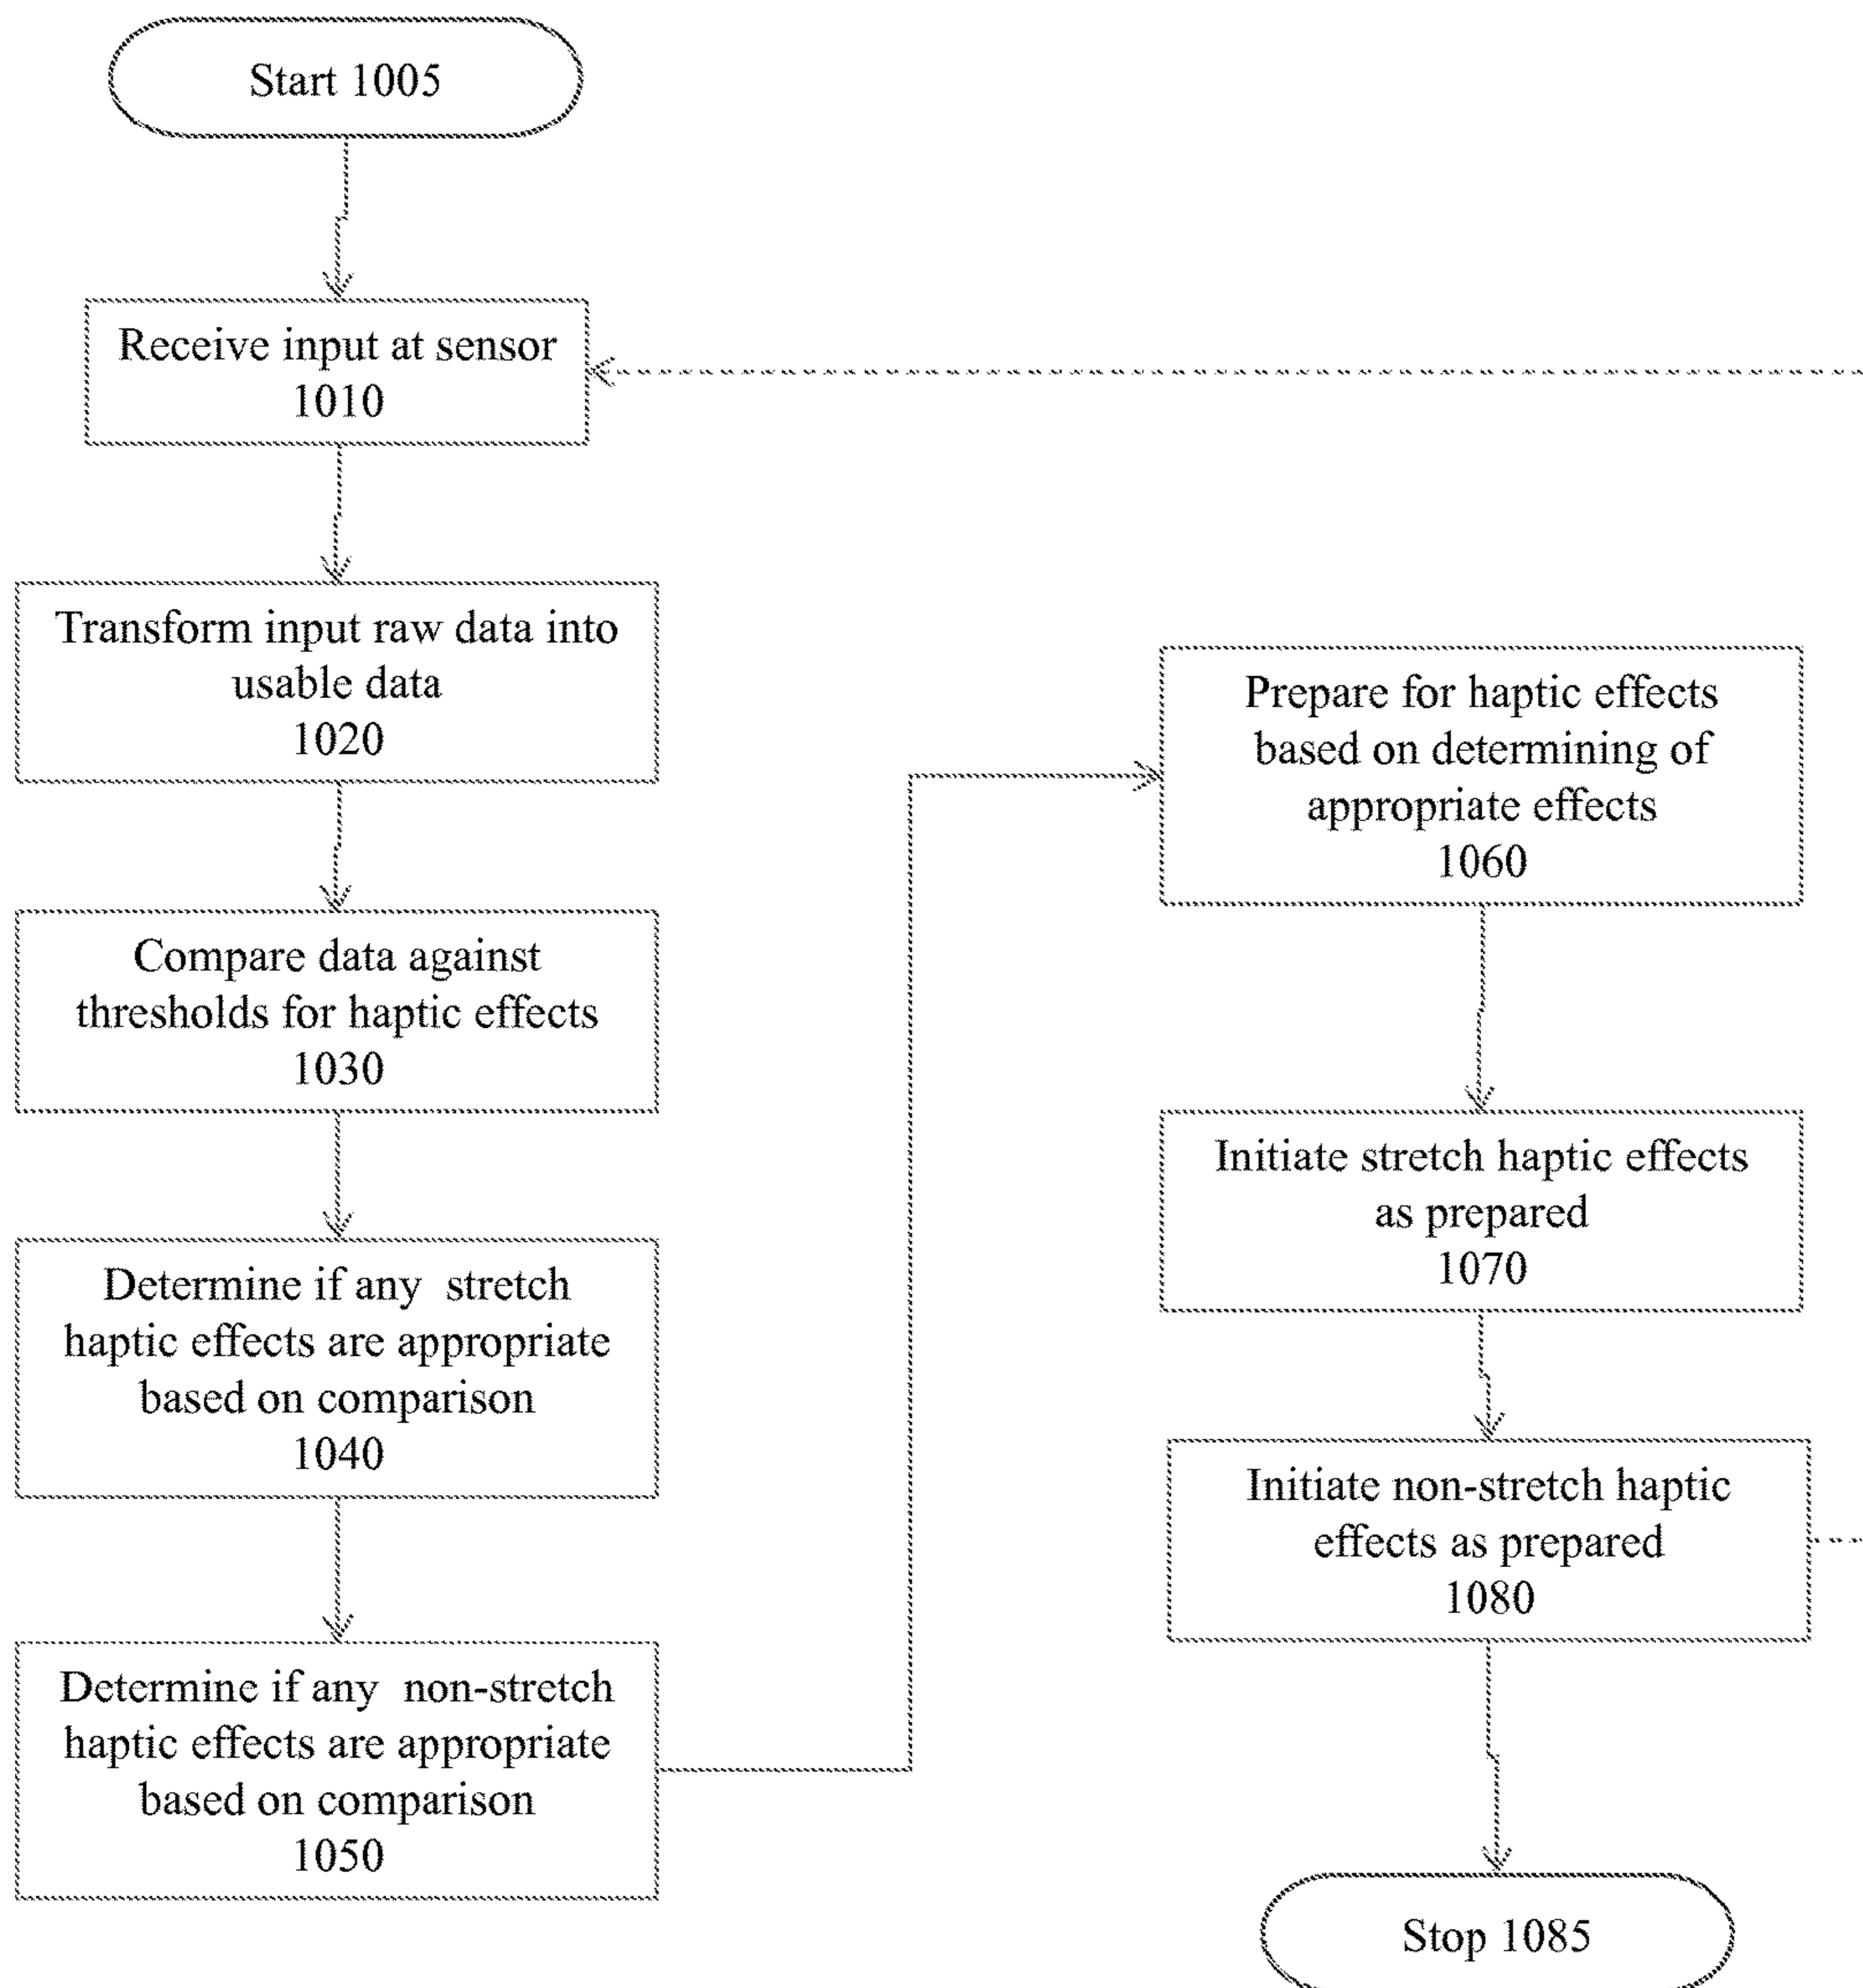 Start 1005
Receive input at sensor
1010
Transform input raw data into
usable data
1020
Compare data against
thresholds for haptic effects
1030
Determine if any stretch
haptic effects are appropriate
based on comparison
1040
Determine if any non-stretch
haptic effects are appropriate
based on comparison
1050
Prepare for haptic effects
based on determining of
appropriate effects
1060
Initiate stretch haptic effects
as prepared
1070
Initiate non-stretch haptic
effects as prepared
1080
Stop 1085